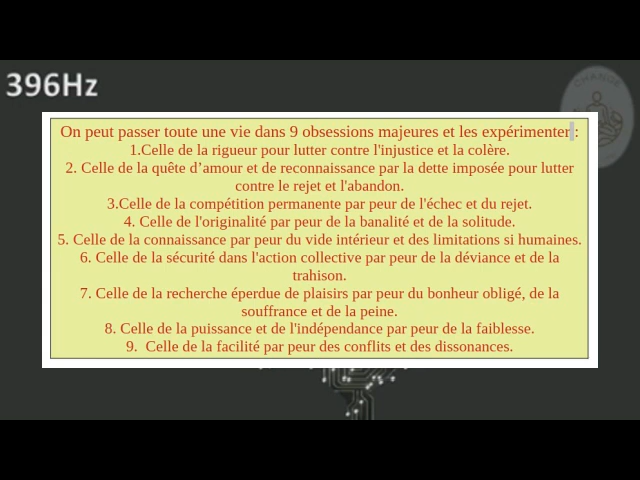 396Hz
CHANGE
On peut passer toute une vie dans 9 obsessions majeures et les expérimenter :
1.Celle de la rigueur pour lutter contre l'injustice et la colère.
2. Celle de la quête d’amour et de reconnaissance par la dette imposée pour lutter
contre le rejet et l'abandon.
3.Celle de la compétition permanente par peur de l'échec et du rejet.
4. Celle de l'originalité par peur de la banalité et de la solitude.
5. Celle de la connaissance par peur du vide intérieur et des limitations si humaines.
6. Celle de la sécurité dans l'action collective par peur de la déviance et de la
trahison.
7. Celle de la recherche éperdue de plaisirs par peur du bonheur obligé, de la
souffrance et de la peine.
8. Celle de la puissance et de l'indépendance par peur de la faiblesse.
9.  Celle de la facilité par peur des conflits et des dissonances.